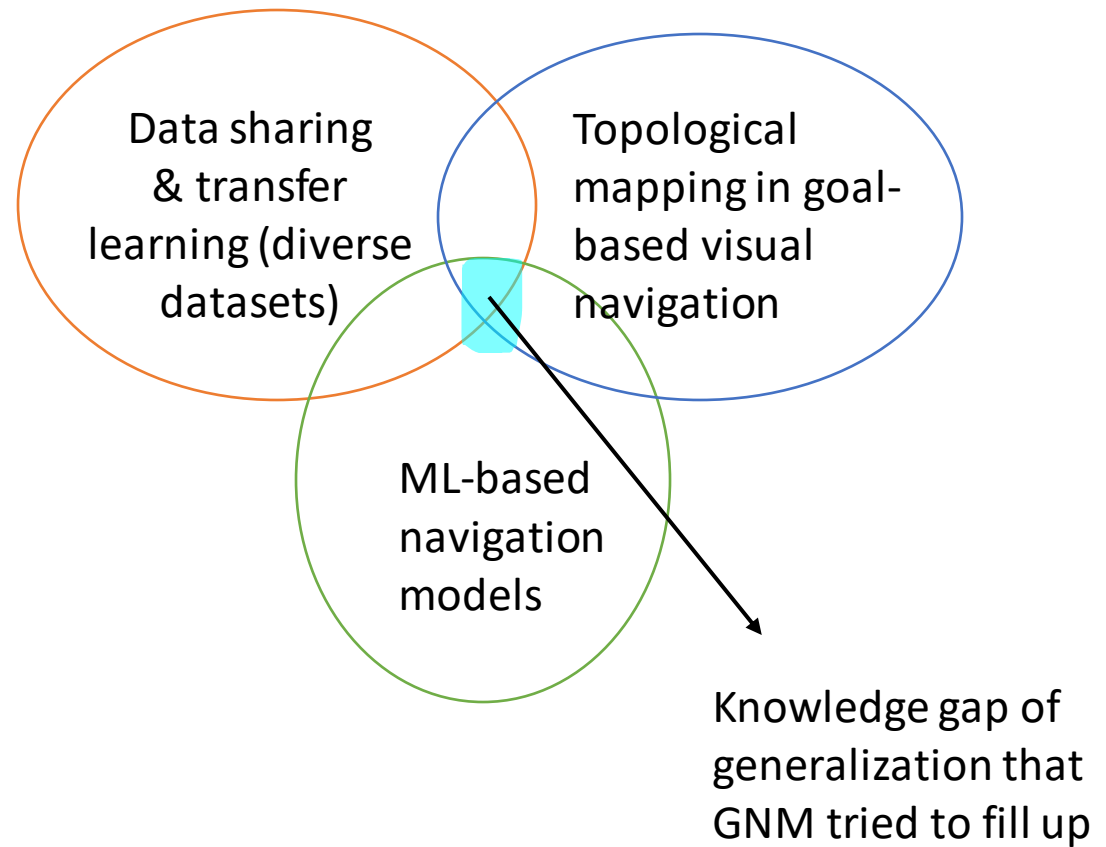 Data sharing
& transfer
learning (diverse
datasets)
Topological
mapping in goal-
based visual
navigation
ML-based
navigation
models
Knowledge gap of
generalization that
GNM tried to fill up